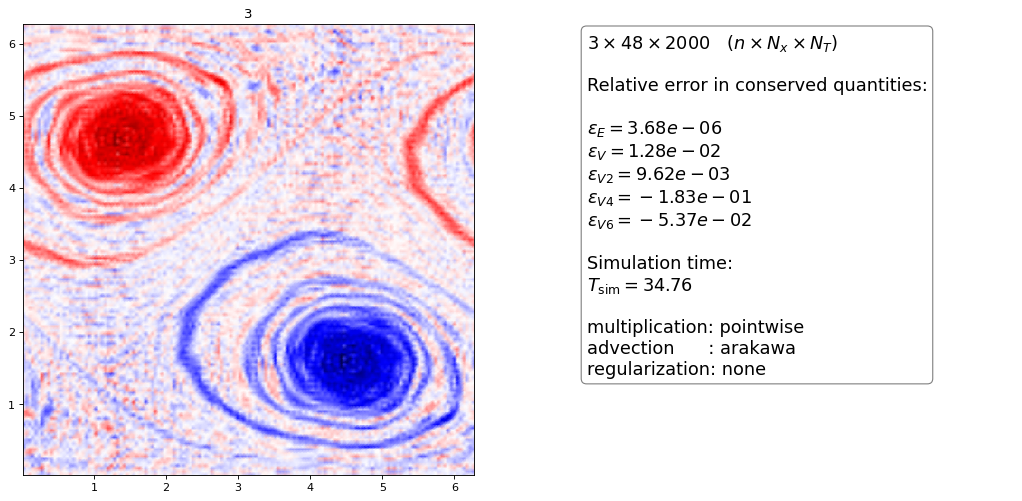 3
6
5
4
3
2
1
1 2 3 4 5 6
3 × 48 × 2000 (n × N_x × N_T)
Relative error in conserved quantities:
ε_E = 3.68e − 06
ε_V = 1.28e − 02
ε_V2 = 9.62e − 03
ε_V4 = − 1.83e − 01
ε_V6 = − 5.37e − 02
Simulation time:
T_sim = 34.76
multiplication: pointwise
advection : arakawa
regularization: none